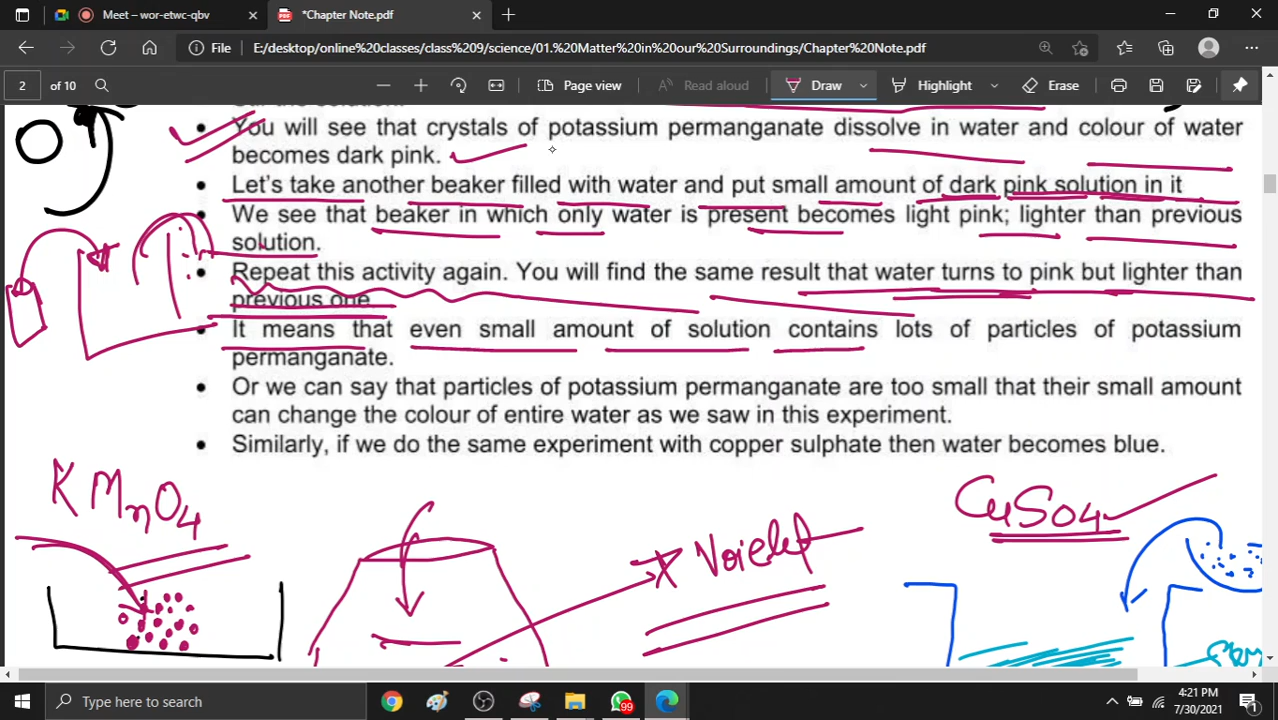 Meet – wor-etwc-qbv
*Chapter Note.pdf
File
E:/desktop/online%20classes/class%209/science/01.%20Matter%20in%20our%20Surroundings/Chapter%20Note.pdf
2 of 10
Page view
Read aloud
Draw
Highlight
Erase
You will see that crystals of potassium permanganate dissolve in water and colour of water
becomes dark pink.
Let's take another beaker filled with water and put small amount of dark pink solution in it
We see that beaker in which only water is present becomes light pink; lighter than previous
solution.
Repeat this activity again. You will find the same result that water turns to pink but lighter than
previous one
It means that even small amount of solution contains lots of particles of potassium
permanganate.
Or we can say that particles of potassium permanganate are too small that their small amount
can change the colour of entire water as we saw in this experiment.
Similarly, if we do the same experiment with copper sulphate then water becomes blue.
KMnO4
CuSO4
Voielet
Type here to search
99
4:21 PM
7/30/2021
1